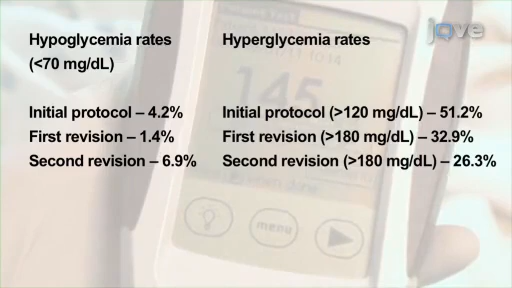 jove
Hypoglycemia rates
(<70 mg/dL)
Initial protocol – 4.2%
First revision – 1.4%
Second revision – 6.9%
Hyperglycemia rates
Initial protocol (>120 mg/dL) – 51.2%
First revision (>180 mg/dL) – 32.9%
Second revision (>180 mg/dL) – 26.3%
145
menu